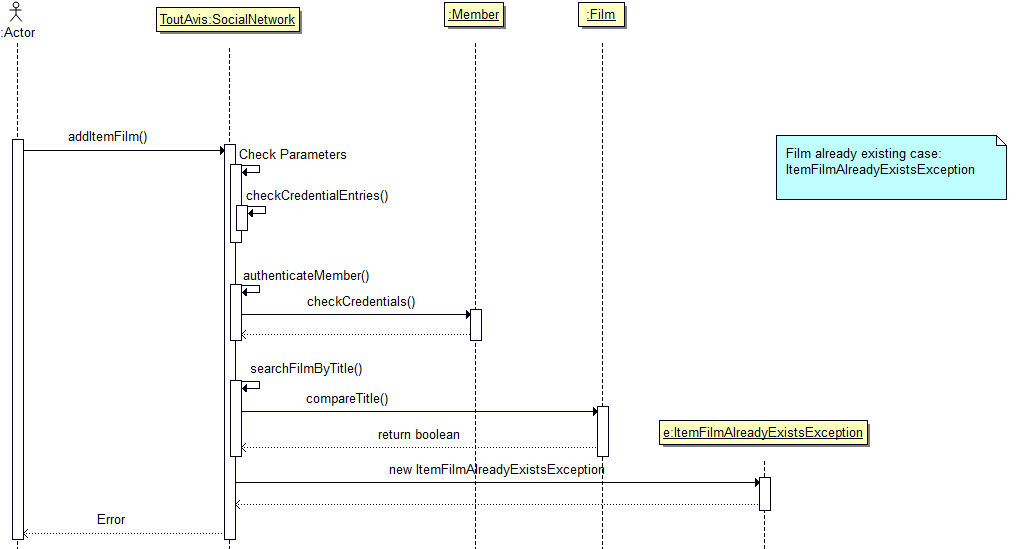 :Actor
ToutAvis:SocialNetwork
:Member
:Film
addItemFilm()
Check Parameters
Film already existing case:
ItemFilmAlreadyExistsException
checkCredentialEntries()
authenticateMember()
checkCredentials()
searchFilmByTitle()
compareTitle()
return boolean
e:ItemFilmAlreadyExistsException
new ItemFilmAlreadyExistsException
Error